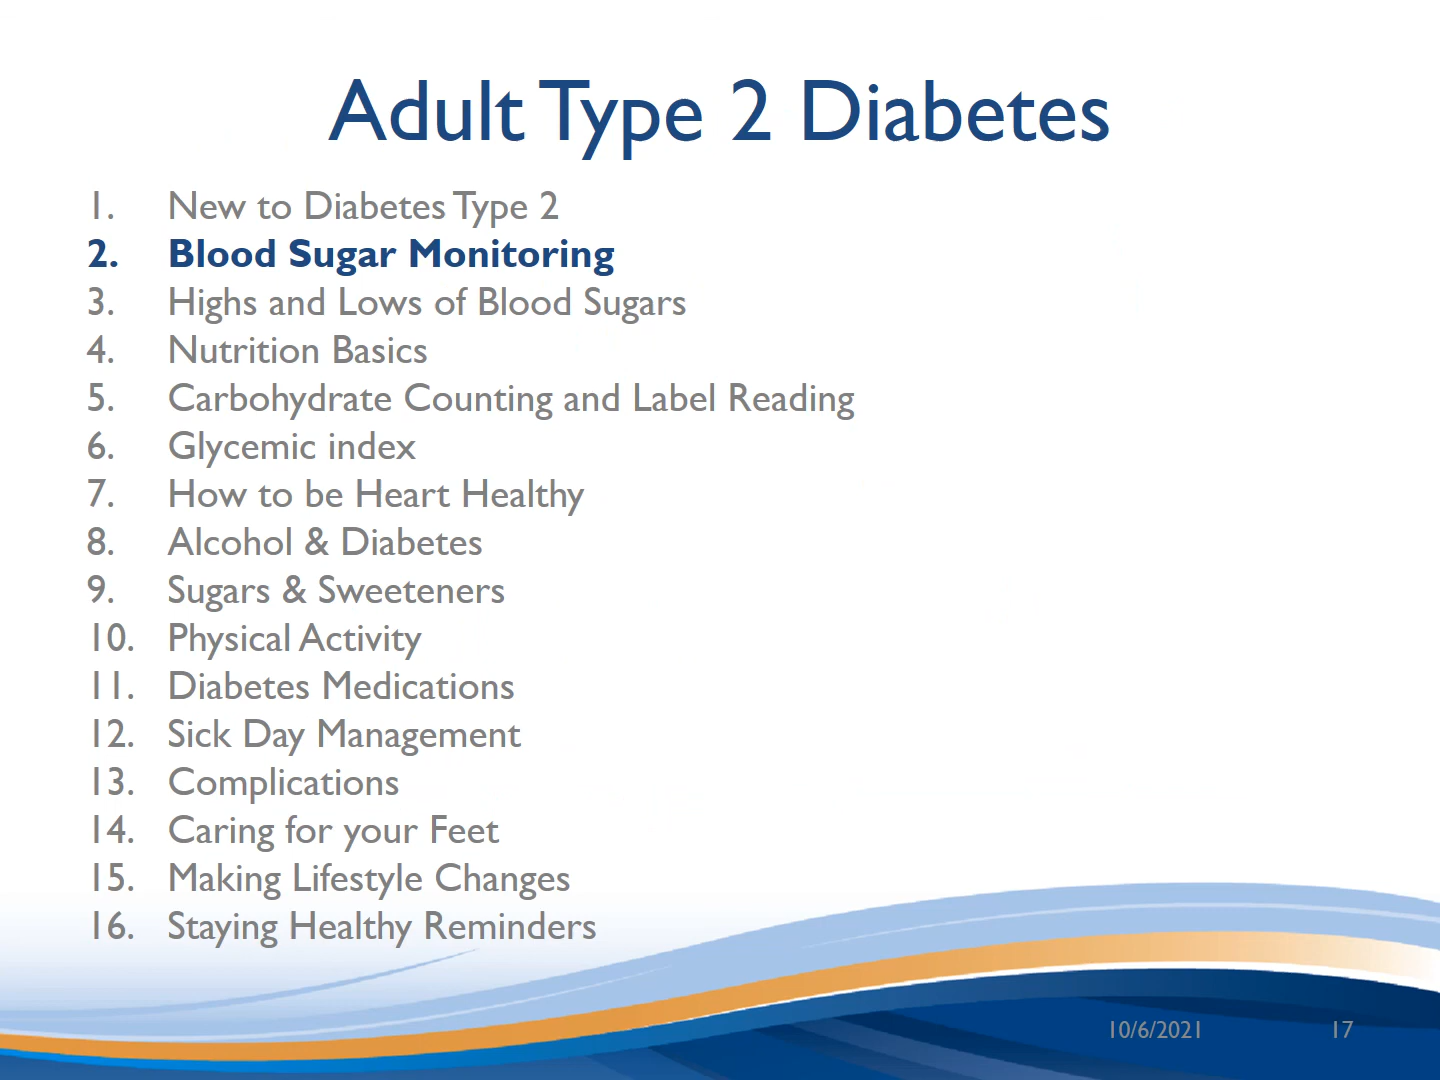 Adult Type 2 Diabetes
1. New to Diabetes Type 2
2. Blood Sugar Monitoring
3. Highs and Lows of Blood Sugars
4. Nutrition Basics
5. Carbohydrate Counting and Label Reading
6. Glycemic index
7. How to be Heart Healthy
8. Alcohol & Diabetes
9. Sugars & Sweeteners
10. Physical Activity
11. Diabetes Medications
12. Sick Day Management
13. Complications
14. Caring for your Feet
15. Making Lifestyle Changes
16. Staying Healthy Reminders
10/6/2021 17